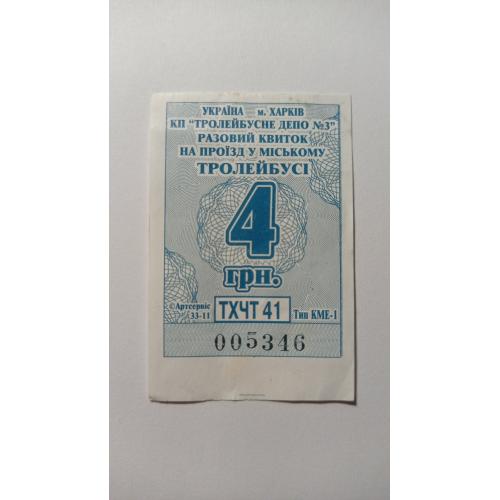 УКРАЇНА — м. ХАРКІВ
КП "ТРОЛЕЙБУСНЕ ДЕПО №3"
РАЗОВИЙ КВИТОК
НА ПРОЇЗД У МІСЬКОМУ
ТРОЛЕЙБУСІ
4
грн.
©Артсервіс
33-11
ТХЧТ 41
Тип КМЕ-1
005346